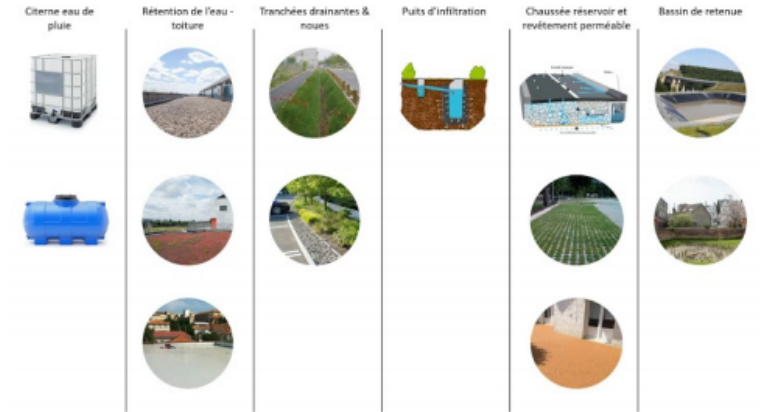 Citerne eau de
pluie
Rétention de l'eau -
toiture
Tranchées drainantes &
noues
Puits d'infiltration
Chaussée réservoir et
revêtement perméable
Bassin de retenue